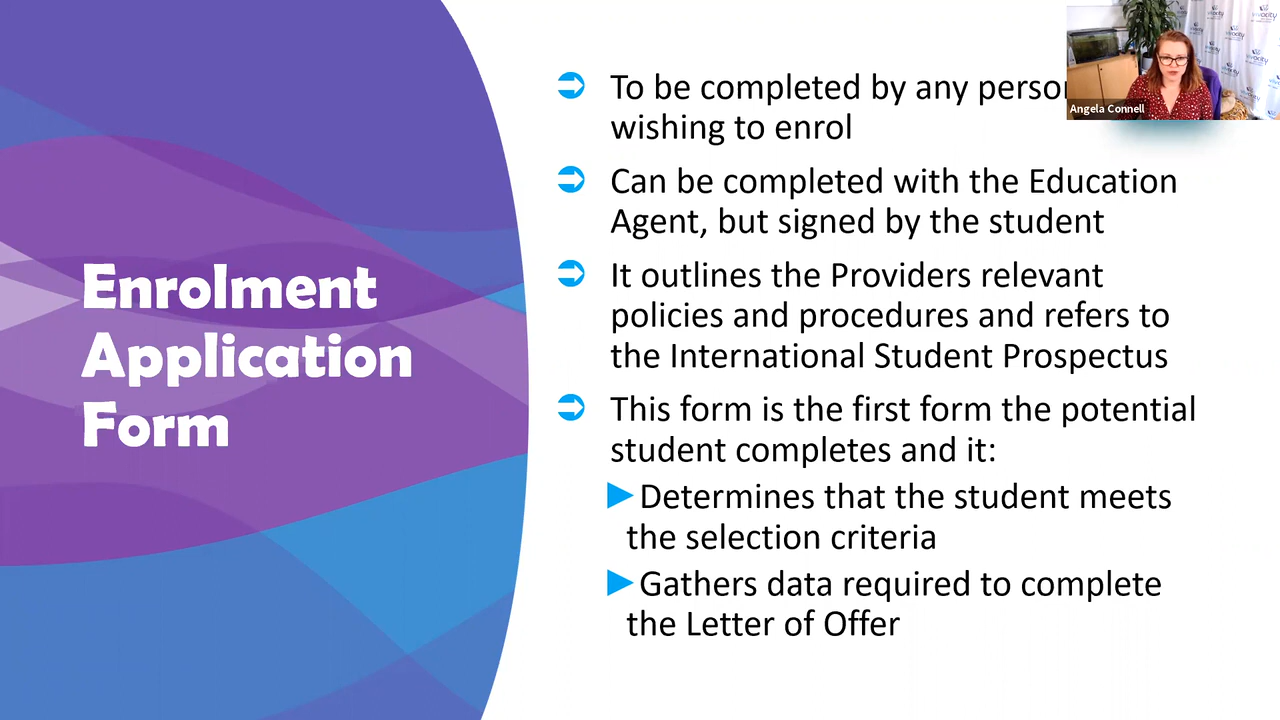 Enrolment
Application
Form
To be completed by any person
wishing to enrol
Can be completed with the Education
Agent, but signed by the student
It outlines the Providers relevant
policies and procedures and refers to
the International Student Prospectus
This form is the first form the potential
student completes and it:
Determines that the student meets
the selection criteria
Gathers data required to complete
the Letter of Offer
Angela Connell